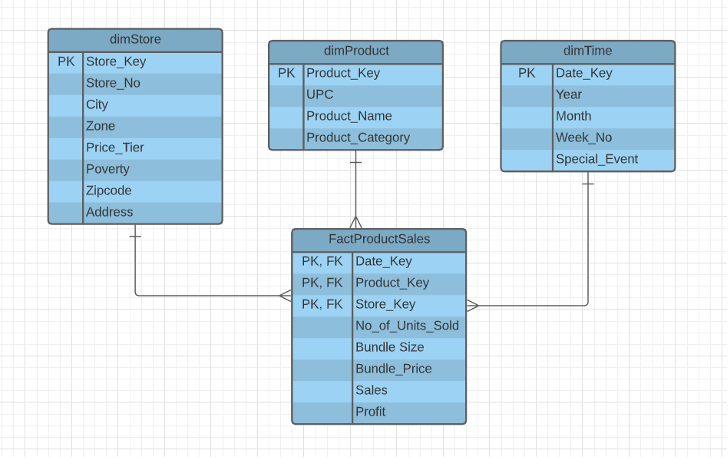 dimStore
PK Store_Key
Store_No
City
Zone
Price_Tier
Poverty
Zipcode
Address
dimProduct
PK Product_Key
UPC
Product_Name
Product_Category
dimTime
PK Date_Key
Year
Month
Week_No
Special_Event
FactProductSales
PK, FK Date_Key
PK, FK Product_Key
PK, FK Store_Key
No_of_Units_Sold
Bundle Size
Bundle_Price
Sales
Profit